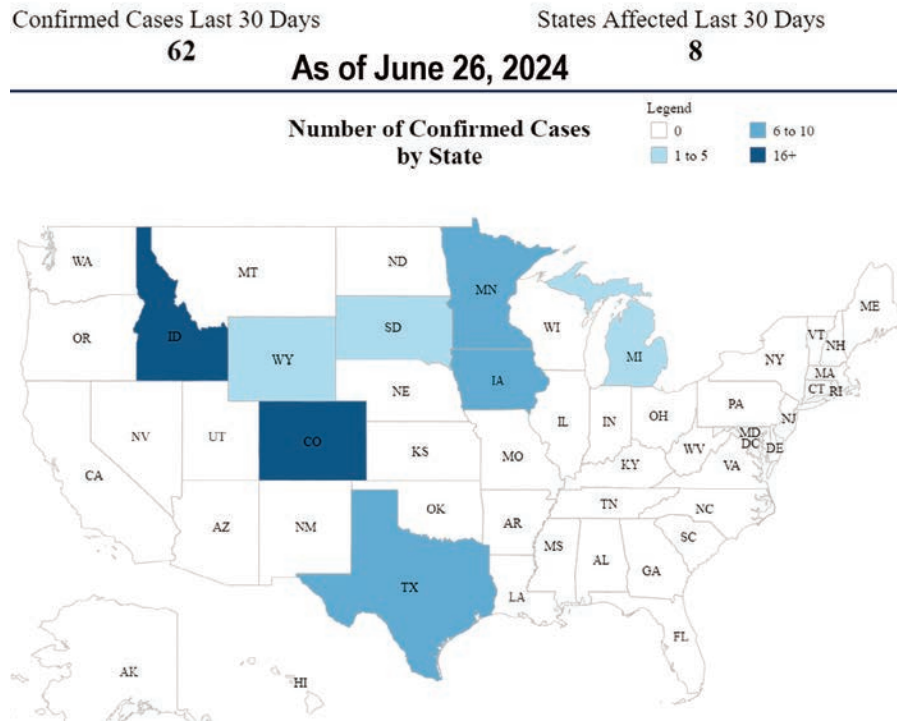 Confirmed Cases Last 30 Days
States Affected Last 30 Days
62
8
As of June 26, 2024
Number of Confirmed Cases
by State
Legend
0
6 to 10
1 to 5
16+
WA
MT
ND
MN
ME
OR
ID
SD
WI
VT
NH
WY
MI
NY
MA
CT
RI
IA
NE
PA
NJ
NV
UT
CO
IL
IN
OH
MD
DC
DE
CA
KS
MO
WV
VA
KY
AZ
NM
OK
AR
TN
NC
SC
MS
AL
GA
TX
LA
FL
AK
HI